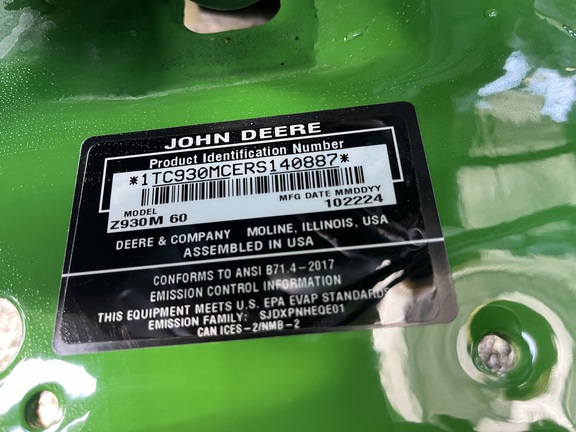 JOHN DEERE
Product Identification Number
*1TC930MCERS140887*
MODEL
Z930M 60
MFG DATE MMDDYY
102224
DEERE & COMPANY MOLINE, ILLINOIS, USA
ASSEMBLED IN USA
CONFORMS TO ANSI B71.4-2017
EMISSION CONTROL INFORMATION
THIS EQUIPMENT MEETS U.S. EPA EVAP STANDARDS
EMISSION FAMILY: SJDXPNHEQE01
CAN ICES-2/NMB-2